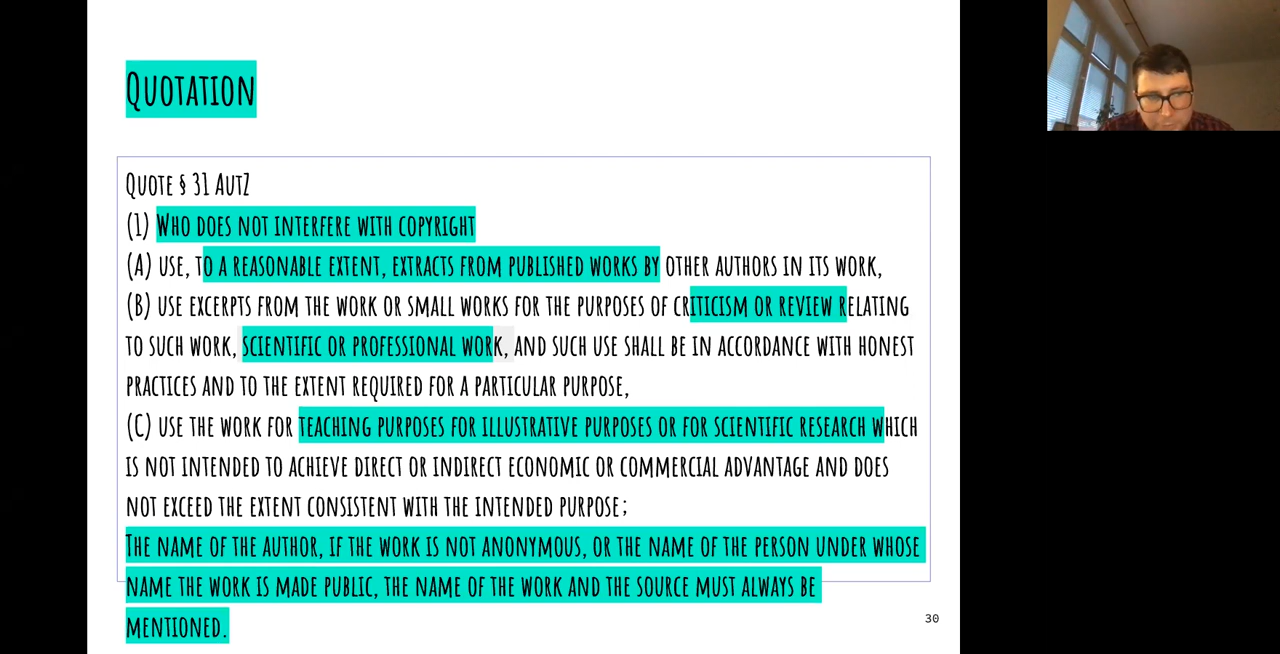 Quotation
Quote § 31 AutZ
(1) Who does not interfere with copyright
(A) use, to a reasonable extent, extracts from published works by other authors in its work,
(B) use excerpts from the work or small works for the purposes of criticism or review relating
to such work, scientific or professional work, and such use shall be in accordance with honest
practices and to the extent required for a particular purpose,
(C) use the work for teaching purposes for illustrative purposes or for scientific research which
is not intended to achieve direct or indirect economic or commercial advantage and does
not exceed the extent consistent with the intended purpose;
The name of the author, if the work is not anonymous, or the name of the person under whose
name the work is made public, the name of the work and the source must always be
mentioned.
30